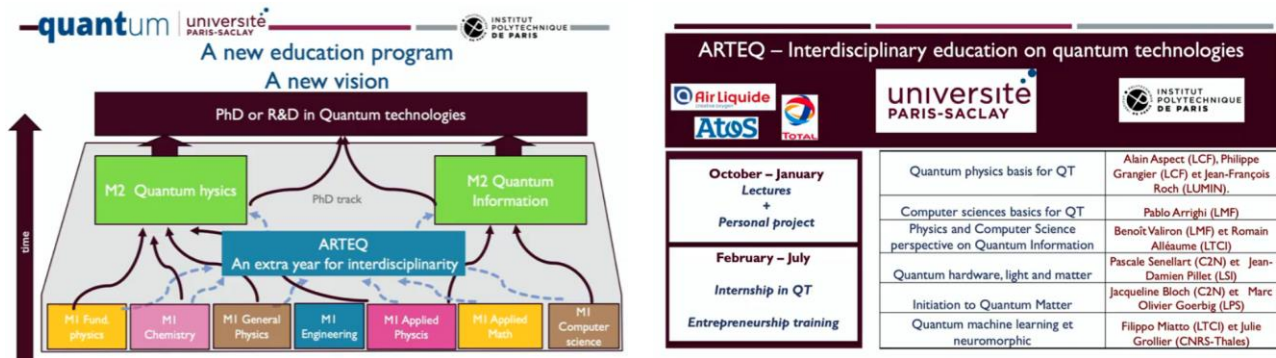 quantum
université
PARIS-SACLAY
INSTITUT
POLYTECHNIQUE
DE PARIS
A new education program
A new vision
PhD or R&D in Quantum technologies
M2 Quantum hysics
M2 Quantum
Information
PhD track
time
ARTEQ
An extra year for interdisciplinarity
M1 Fund.
physics
M1
Chemistry
M1 General
Physics
M1
Engineering
M1 Applied
Physcis
M1 Applied
Math
M1
Computer
science
ARTEQ – Interdisciplinary education on quantum technologies
Air Liquide
creative oxygen
Atos
TOTAL
université
PARIS-SACLAY
INSTITUT
POLYTECHNIQUE
DE PARIS
October – January
Lectures
+
Personal project
February – July
Internship in QT
Entrepreneurship training
Quantum physics basis for QT
Alain Aspect (LCF), Philippe
Grangier (LCF) et Jean-François
Roch (LUMIN).
Computer sciences basics for QT
Pablo Arrighi (LMF)
Physics and Computer Science
perspective on Quantum Information
Benoît Valiron (LMF) et Romain
Alléaume (LTCI)
Quantum hardware, light and matter
Pascale Senellart (C2N) et Jean-
Damien Pillet (LSI)
Initiation to Quantum Matter
Jacqueline Bloch (C2N) et Marc
Olivier Goerbig (LPS)
Quantum machine learning et
neuromorphic
Filippo Miatto (LTCI) et Julie
Grollier (CNRS-Thales)